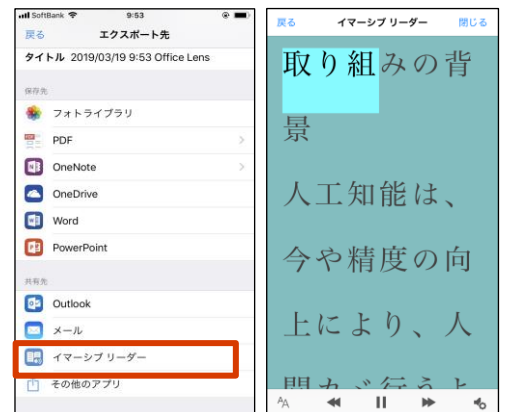 SoftBank 9:53
戻る エクスポート先
タイトル 2019/03/19 9:53 Office Lens
保存先
フォトライブラリ
PDF
OneNote
OneDrive
Word
PowerPoint
共有先
Outlook
メール
イマーシブ リーダー
その他のアプリ
戻る イマーシブ リーダー 閉じる
取り組みの背
景
人工知能は、
今や精度の向
上により、人